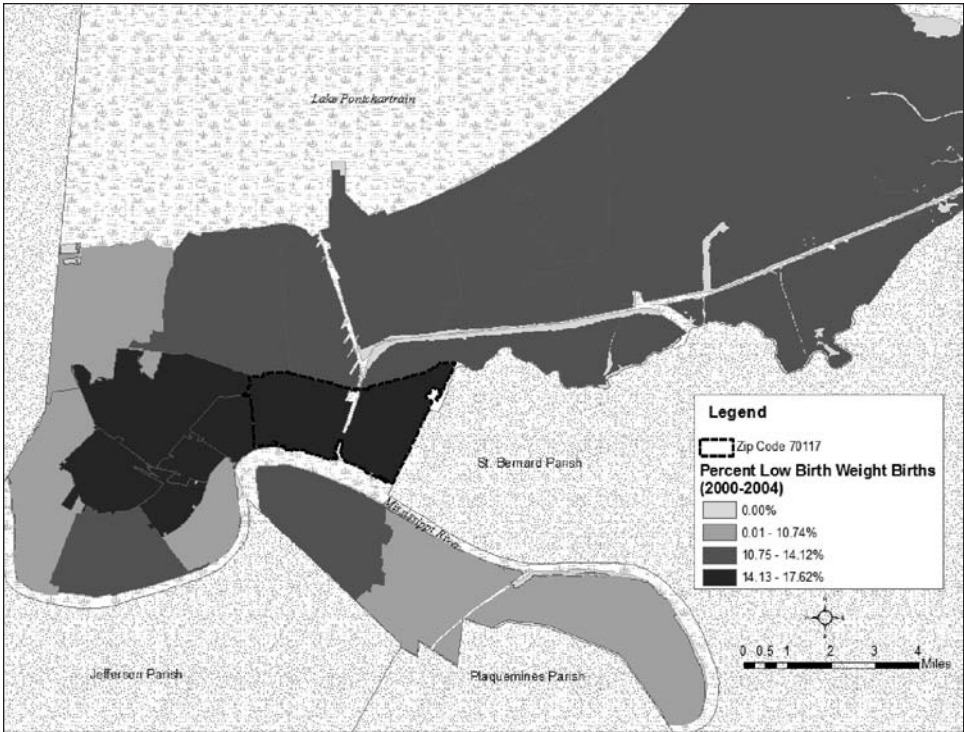 Lake Pontchartrain
Legend
Zip Code 70117
Percent Low Birth Weight Births
(2000-2004)
0.00%
0.01 - 10.74%
10.75 - 14.12%
14.13 - 17.62%
St. Bernard Parish
Mississippi River
Jefferson Parish
Plaquemines Parish
0 0.5 1 2 3 4
Miles